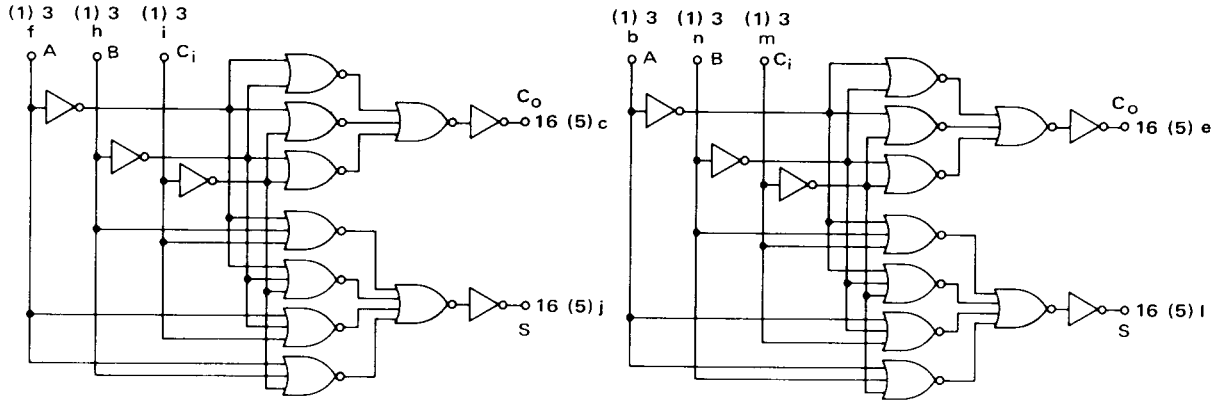 (1) 3 (1) 3 (1) 3
f h i
A B Ci
Co
16 (5) c
16 (5) j
S
(1) 3 (1) 3 (1) 3
b n m
A B Ci
Co
16 (5) e
16 (5) l
S